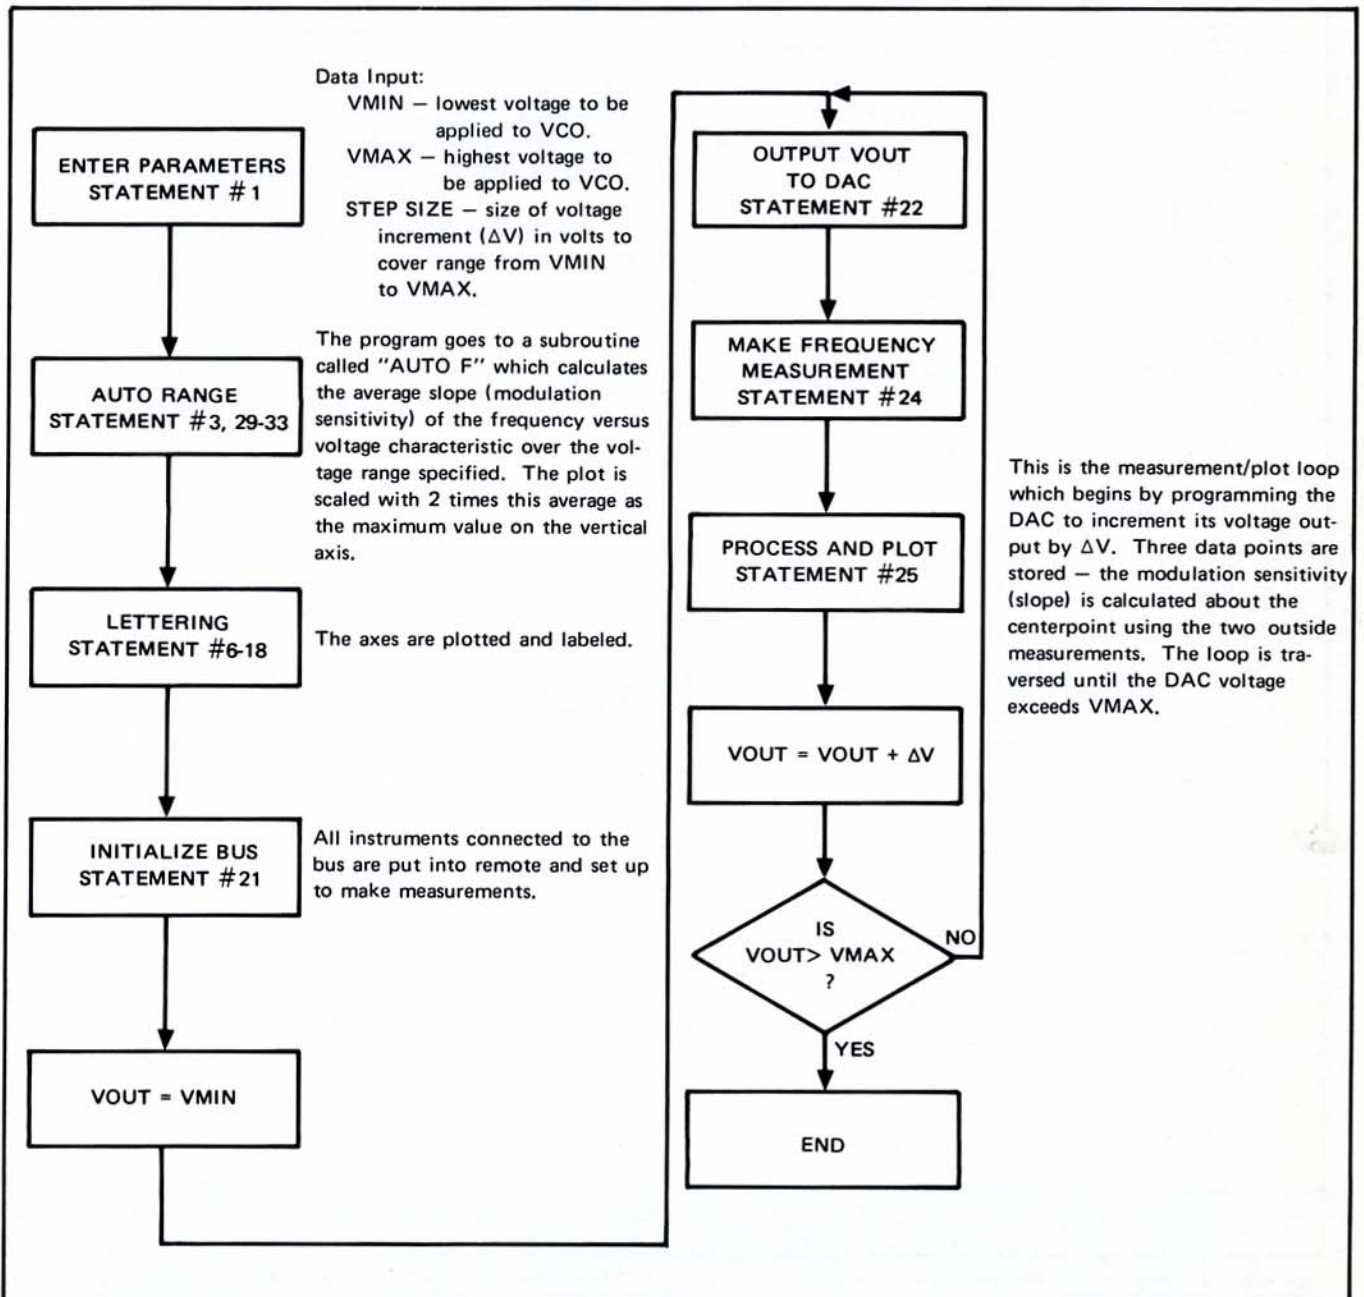 ENTER PARAMETERS
STATEMENT #1
Data Input:
VMIN — lowest voltage to be
applied to VCO.
VMAX — highest voltage to
be applied to VCO.
STEP SIZE — size of voltage
increment (ΔV) in volts to
cover range from VMIN
to VMAX.
AUTO RANGE
STATEMENT #3, 29-33
The program goes to a subroutine
called "AUTO F" which calculates
the average slope (modulation
sensitivity) of the frequency versus
voltage characteristic over the vol-
tage range specified. The plot is
scaled with 2 times this average as
the maximum value on the vertical
axis.
LETTERING
STATEMENT #6-18
The axes are plotted and labeled.
INITIALIZE BUS
STATEMENT #21
All instruments connected to the
bus are put into remote and set up
to make measurements.
VOUT = VMIN
OUTPUT VOUT
TO DAC
STATEMENT #22
MAKE FREQUENCY
MEASUREMENT
STATEMENT #24
PROCESS AND PLOT
STATEMENT #25
VOUT = VOUT + ΔV
IS
VOUT> VMAX
?
NO
YES
END
This is the measurement/plot loop
which begins by programming the
DAC to increment its voltage out-
put by ΔV. Three data points are
stored — the modulation sensitivity
(slope) is calculated about the
centerpoint using the two outside
measurements. The loop is tra-
versed until the DAC voltage
exceeds VMAX.